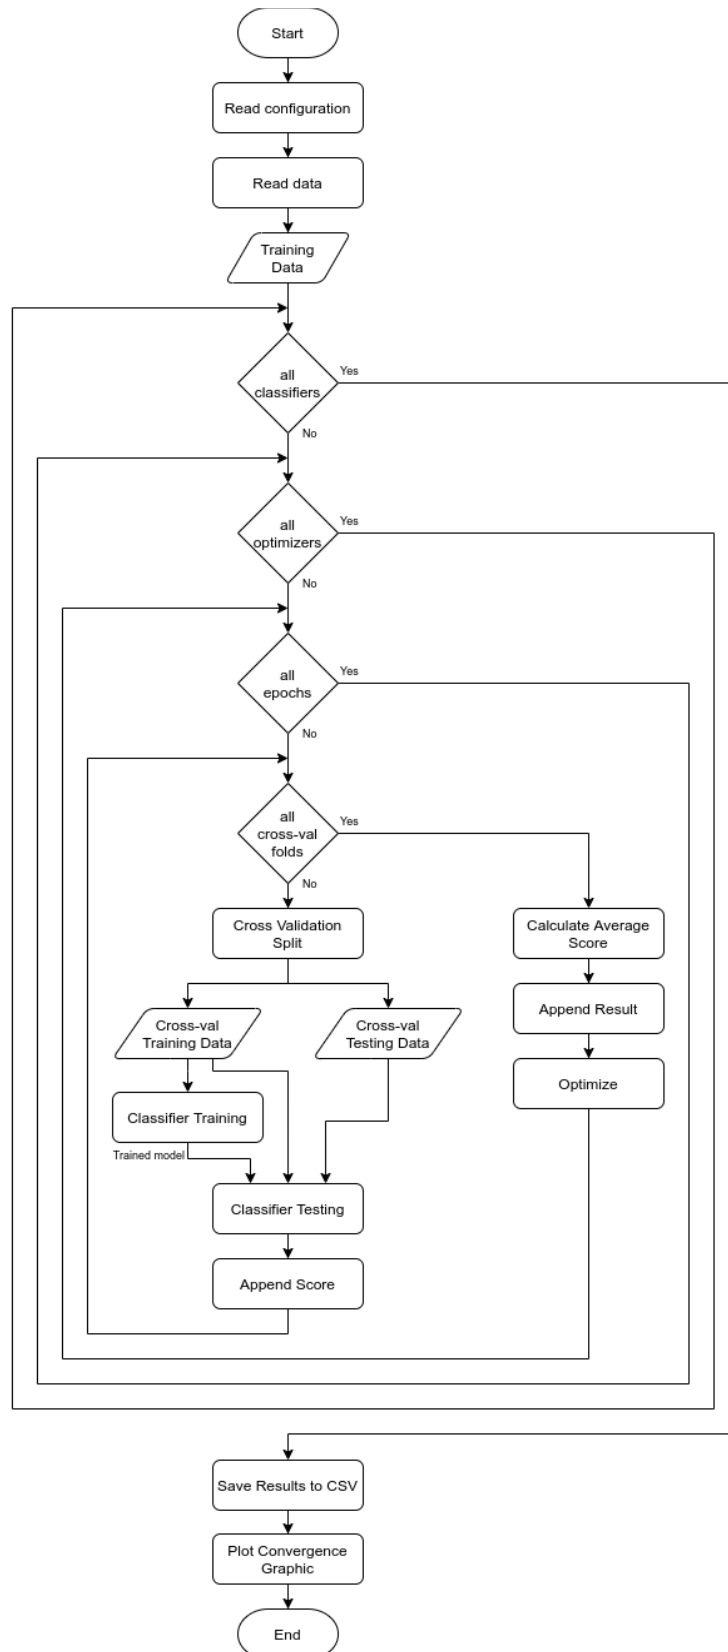 Start
Read configuration
Read data
Training
Data
all
classifiers
Yes
No
all
optimizers
Yes
No
all
epochs
Yes
No
all
cross-val
folds
Yes
No
Cross Validation
Split
Calculate Average
Score
Cross-val
Training Data
Cross-val
Testing Data
Append Result
Optimize
Classifier Training
Trained model
Classifier Testing
Append Score
Save Results to CSV
Plot Convergence
Graphic
End